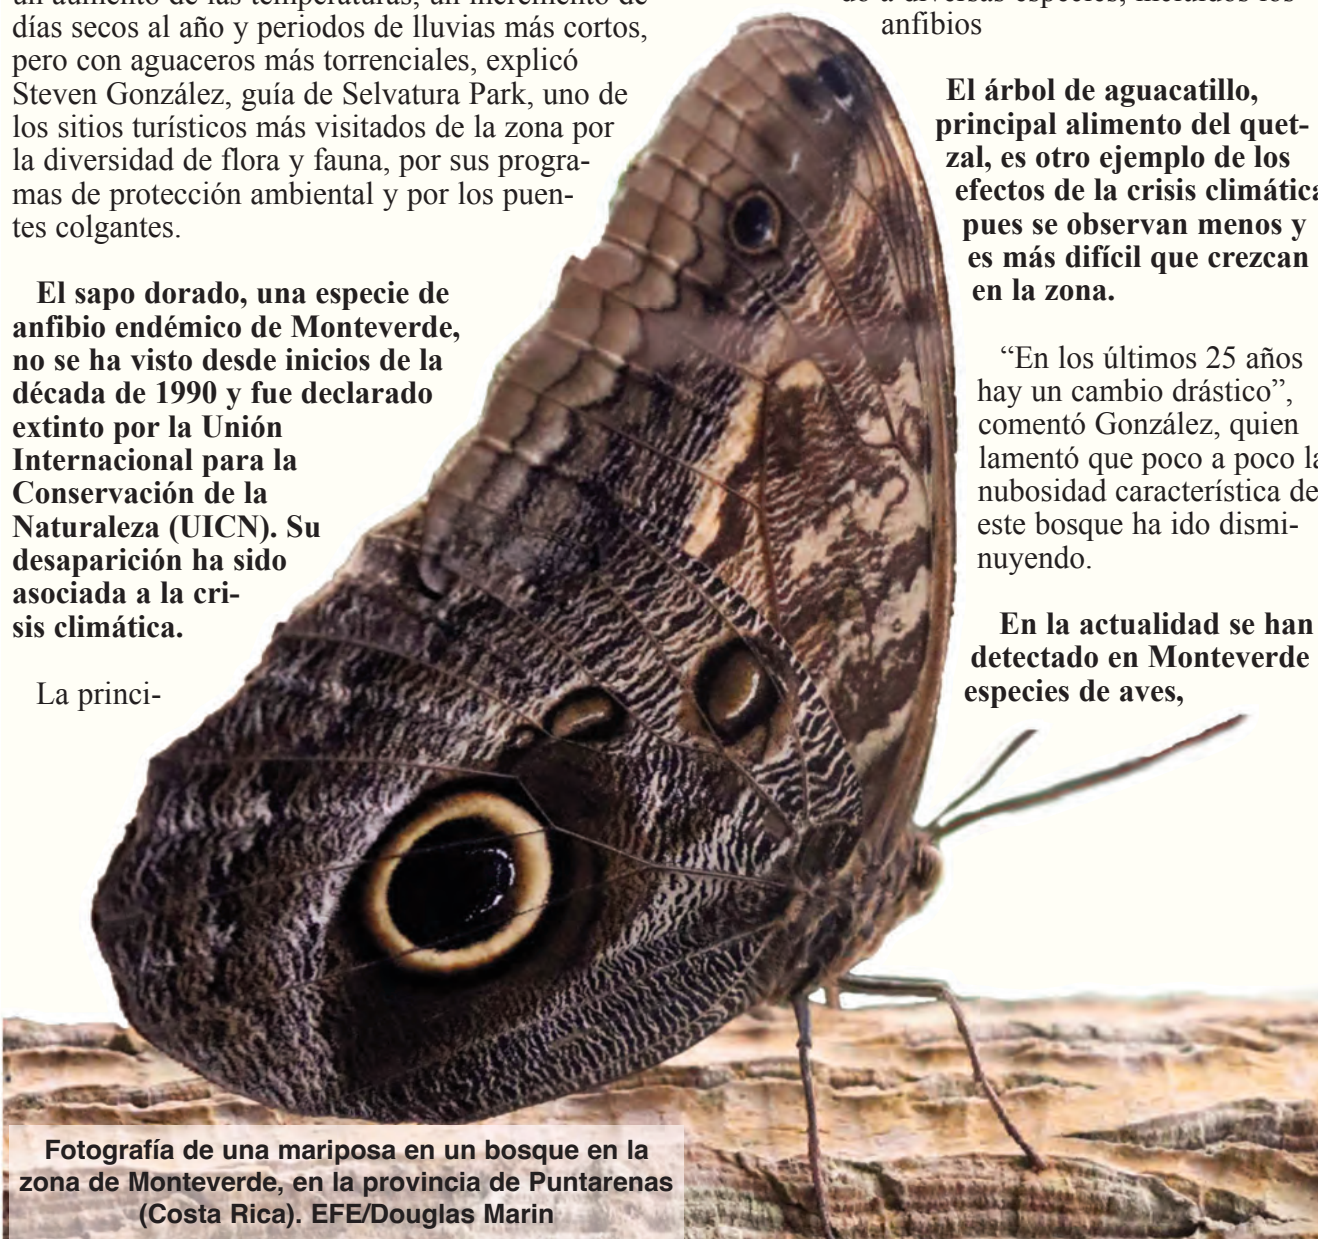 días secos al año y periodos de lluvias más cortos,
pero con aguaceros más torrenciales, explicó
Steven González, guía de Selvatura Park, uno de
los sitios turísticos más visitados de la zona por
la diversidad de flora y fauna, por sus progra-
mas de protección ambiental y por los puen-
tes colgantes.
El sapo dorado, una especie de
anfibio endémico de Monteverde,
no se ha visto desde inicios de la
década de 1990 y fue declarado
extinto por la Unión
Internacional para la
Conservación de la
Naturaleza (UICN). Su
desaparición ha sido
asociada a la cri-
sis climática.
La princi-
a diversas especies, incluidos los
anfibios
El árbol de aguacatillo,
principal alimento del quet-
zal, es otro ejemplo de los
efectos de la crisis climática
pues se observan menos y
es más difícil que crezcan
en la zona.
“En los últimos 25 años
hay un cambio drástico”,
comentó González, quien
lamentó que poco a poco la
nubosidad característica de
este bosque ha ido dismi-
nuyendo.
En la actualidad se han
detectado en Monteverde
especies de aves,
Fotografía de una mariposa en un bosque en la
zona de Monteverde, en la provincia de Puntarenas
(Costa Rica). EFE/Douglas Marin